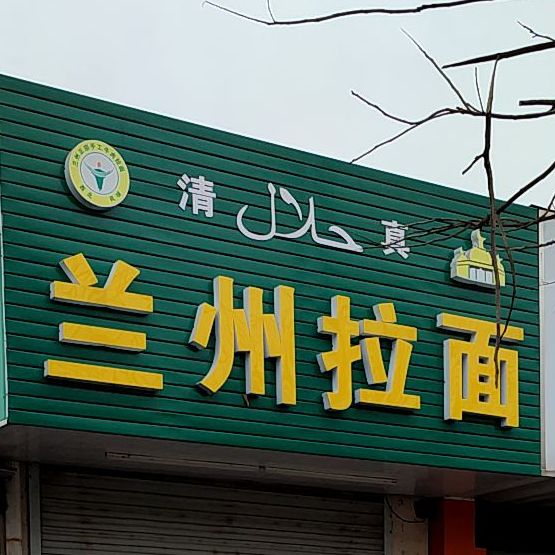 清 حلال 真
兰州拉面